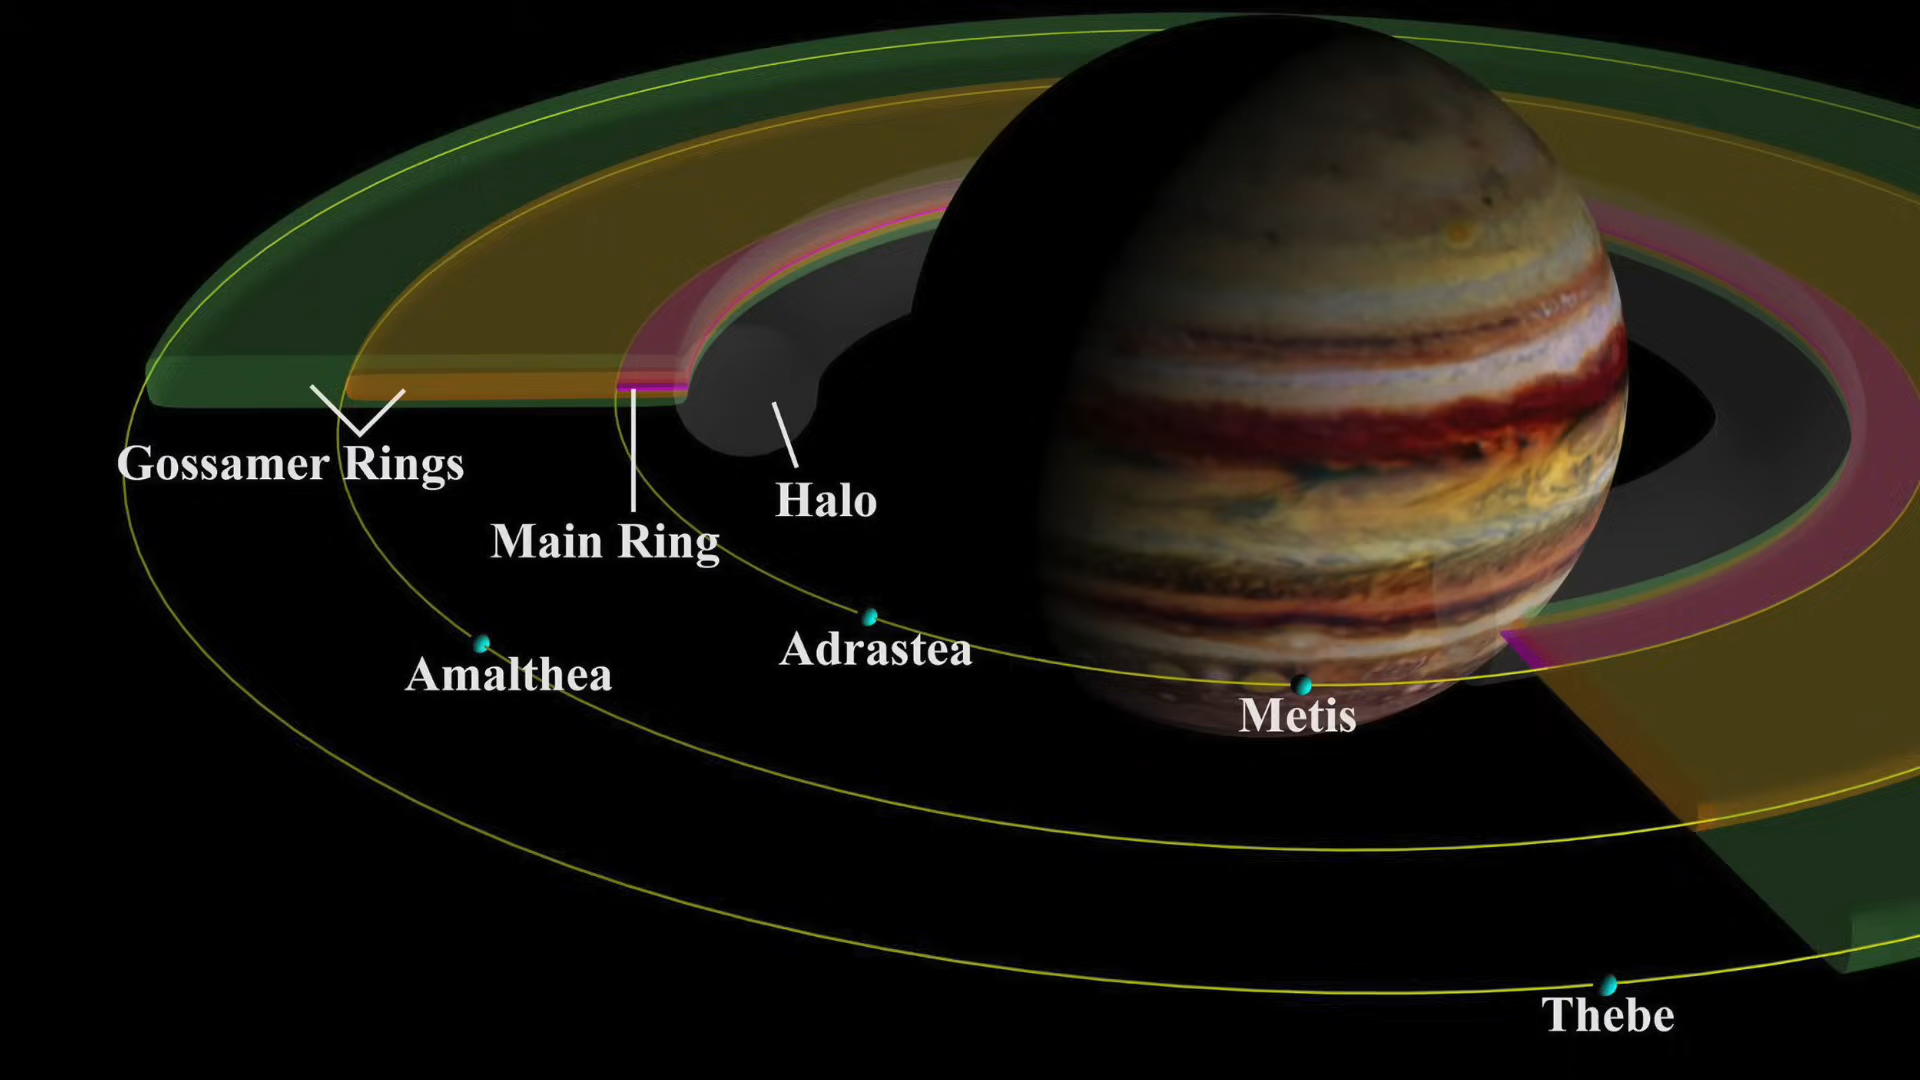 Gossamer Rings
Halo
Main Ring
Adrastea
Amalthea
Metis
Thebe